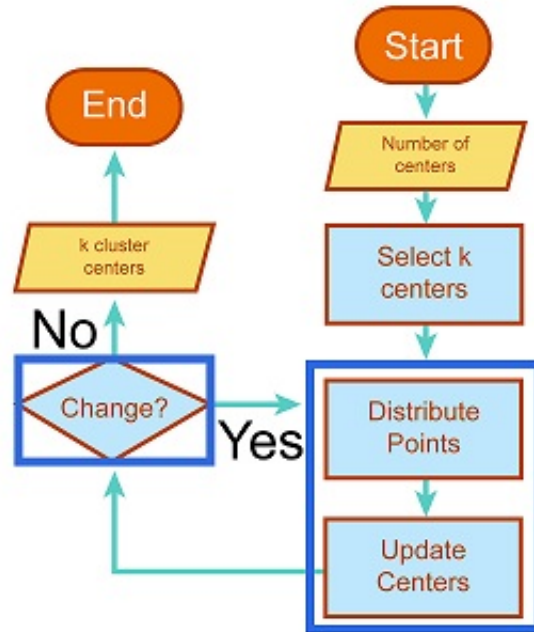 Start
Number of
centers
Select k
centers
Distribute
Points
Update
Centers
Change?
Yes
No
k cluster
centers
End